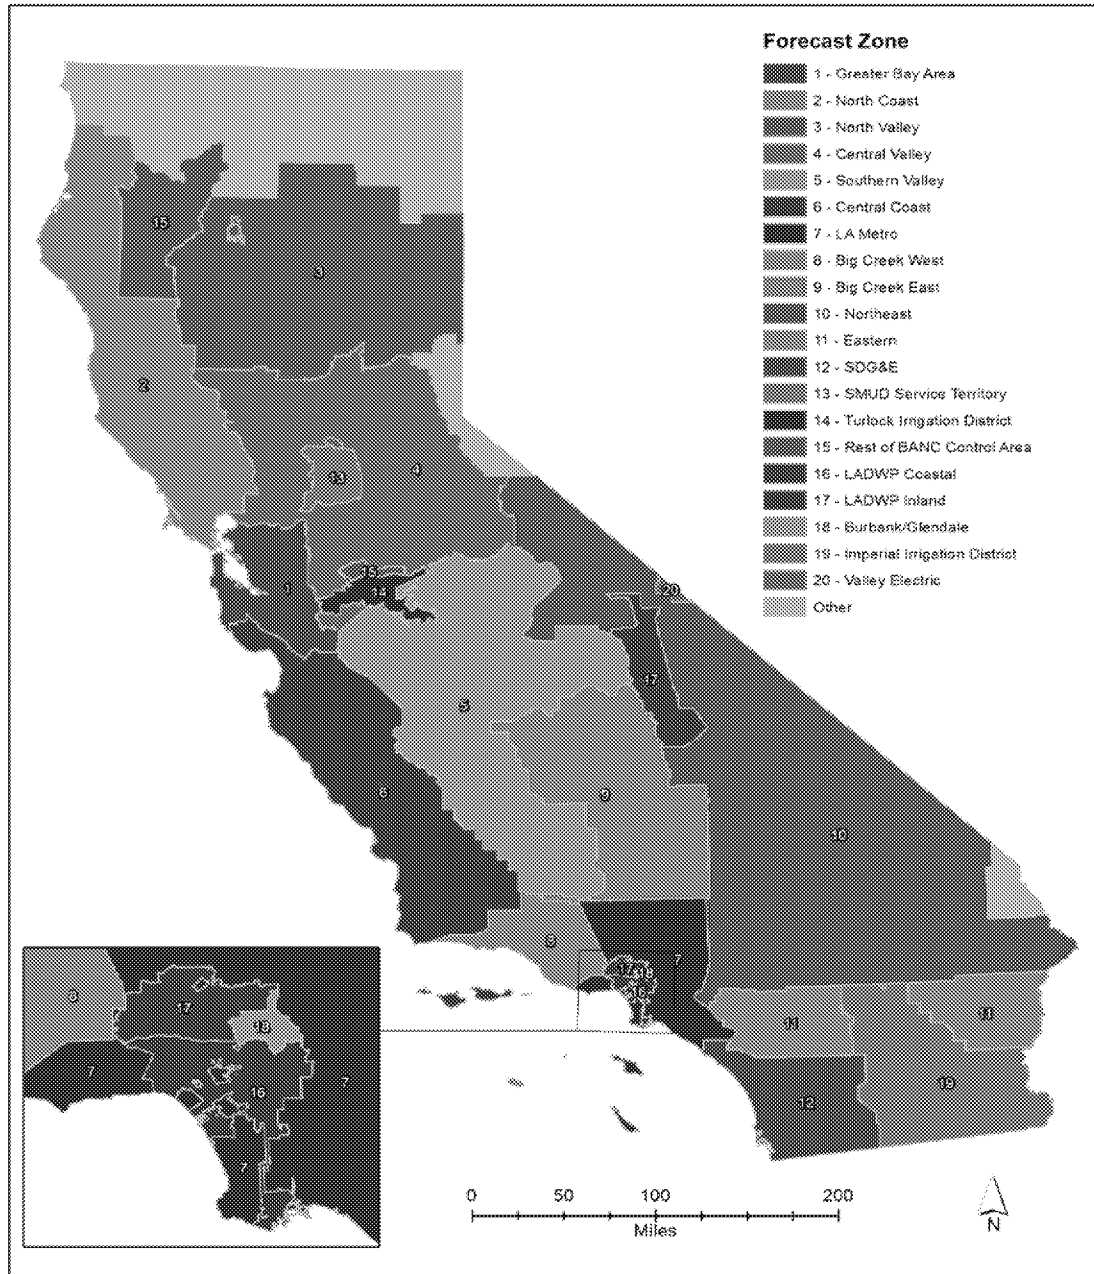 Forecast Zone
1 - Greater Bay Area
2 - North Coast
3 - North Valley
4 - Central Valley
5 - Southern Valley
6 - Central Coast
7 - LA Metro
8 - Big Creek West
9 - Big Creek East
10 - Northeast
11 - Eastern
12 - SDG&E
13 - SMUD Service Territory
14 - Turlock Irrigation District
15 - Rest of BANC Control Area
16 - LADWP Coastal
17 - LADWP Inland
18 - Burbank/Glendale
19 - Imperial Irrigation District
20 - Valley Electric
Other
15
3
2
4
13
1
15
14
20
17
5
6
9
10
8
7
17
18
16
11
11
19
12
8
17
18
7
16
7
7
0 50 100 200
Miles
N